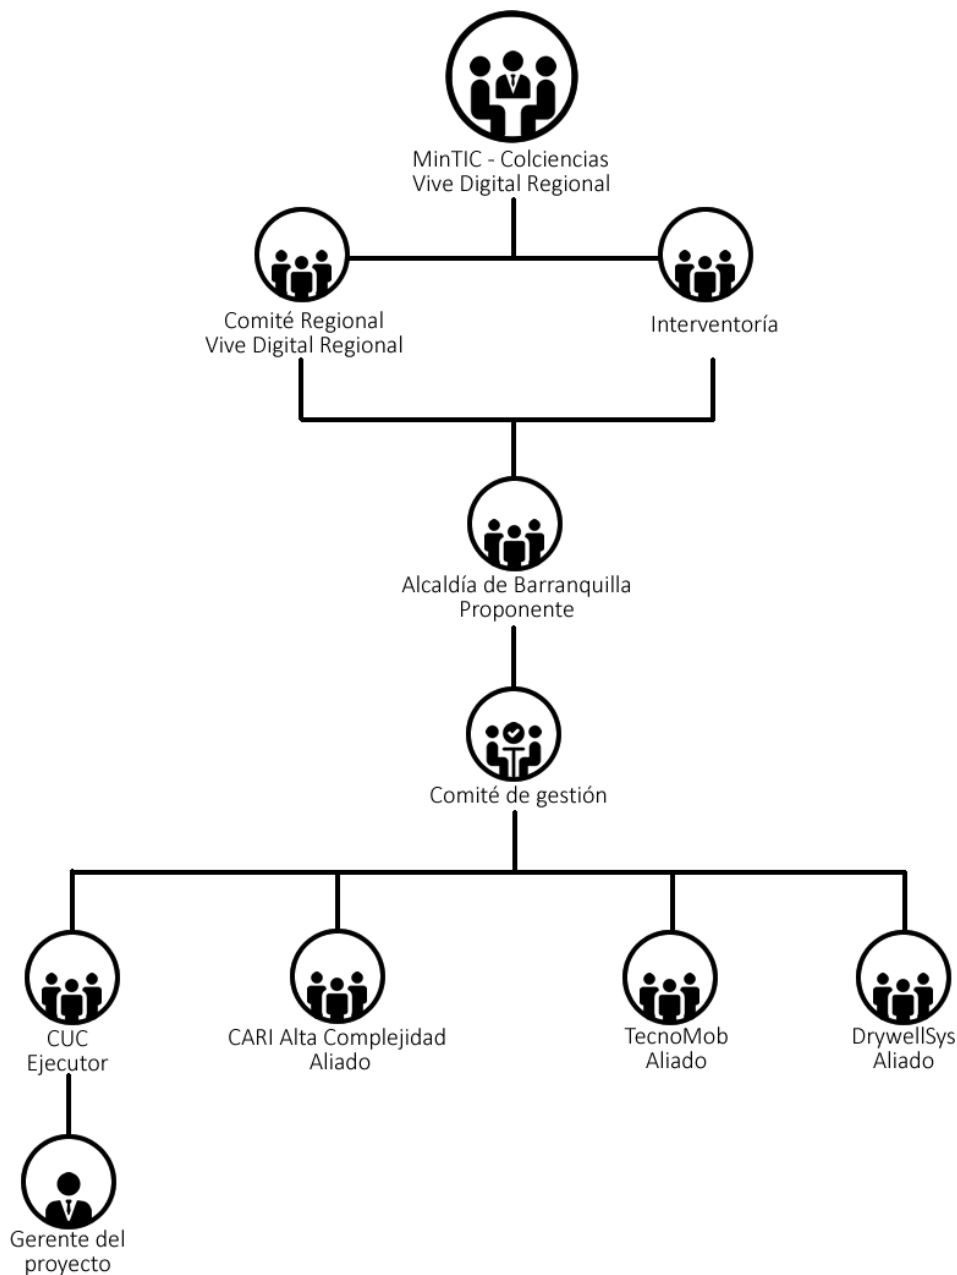 MinTIC - Colciencias
Vive Digital Regional
Comité Regional
Vive Digital Regional
Interventoría
Alcaldía de Barranquilla
Proponente
Comité de gestión
CUC
Ejecutor
CARI Alta Complejidad
Aliado
TecnoMob
Aliado
DrywellSys
Aliado
Gerente del
proyecto